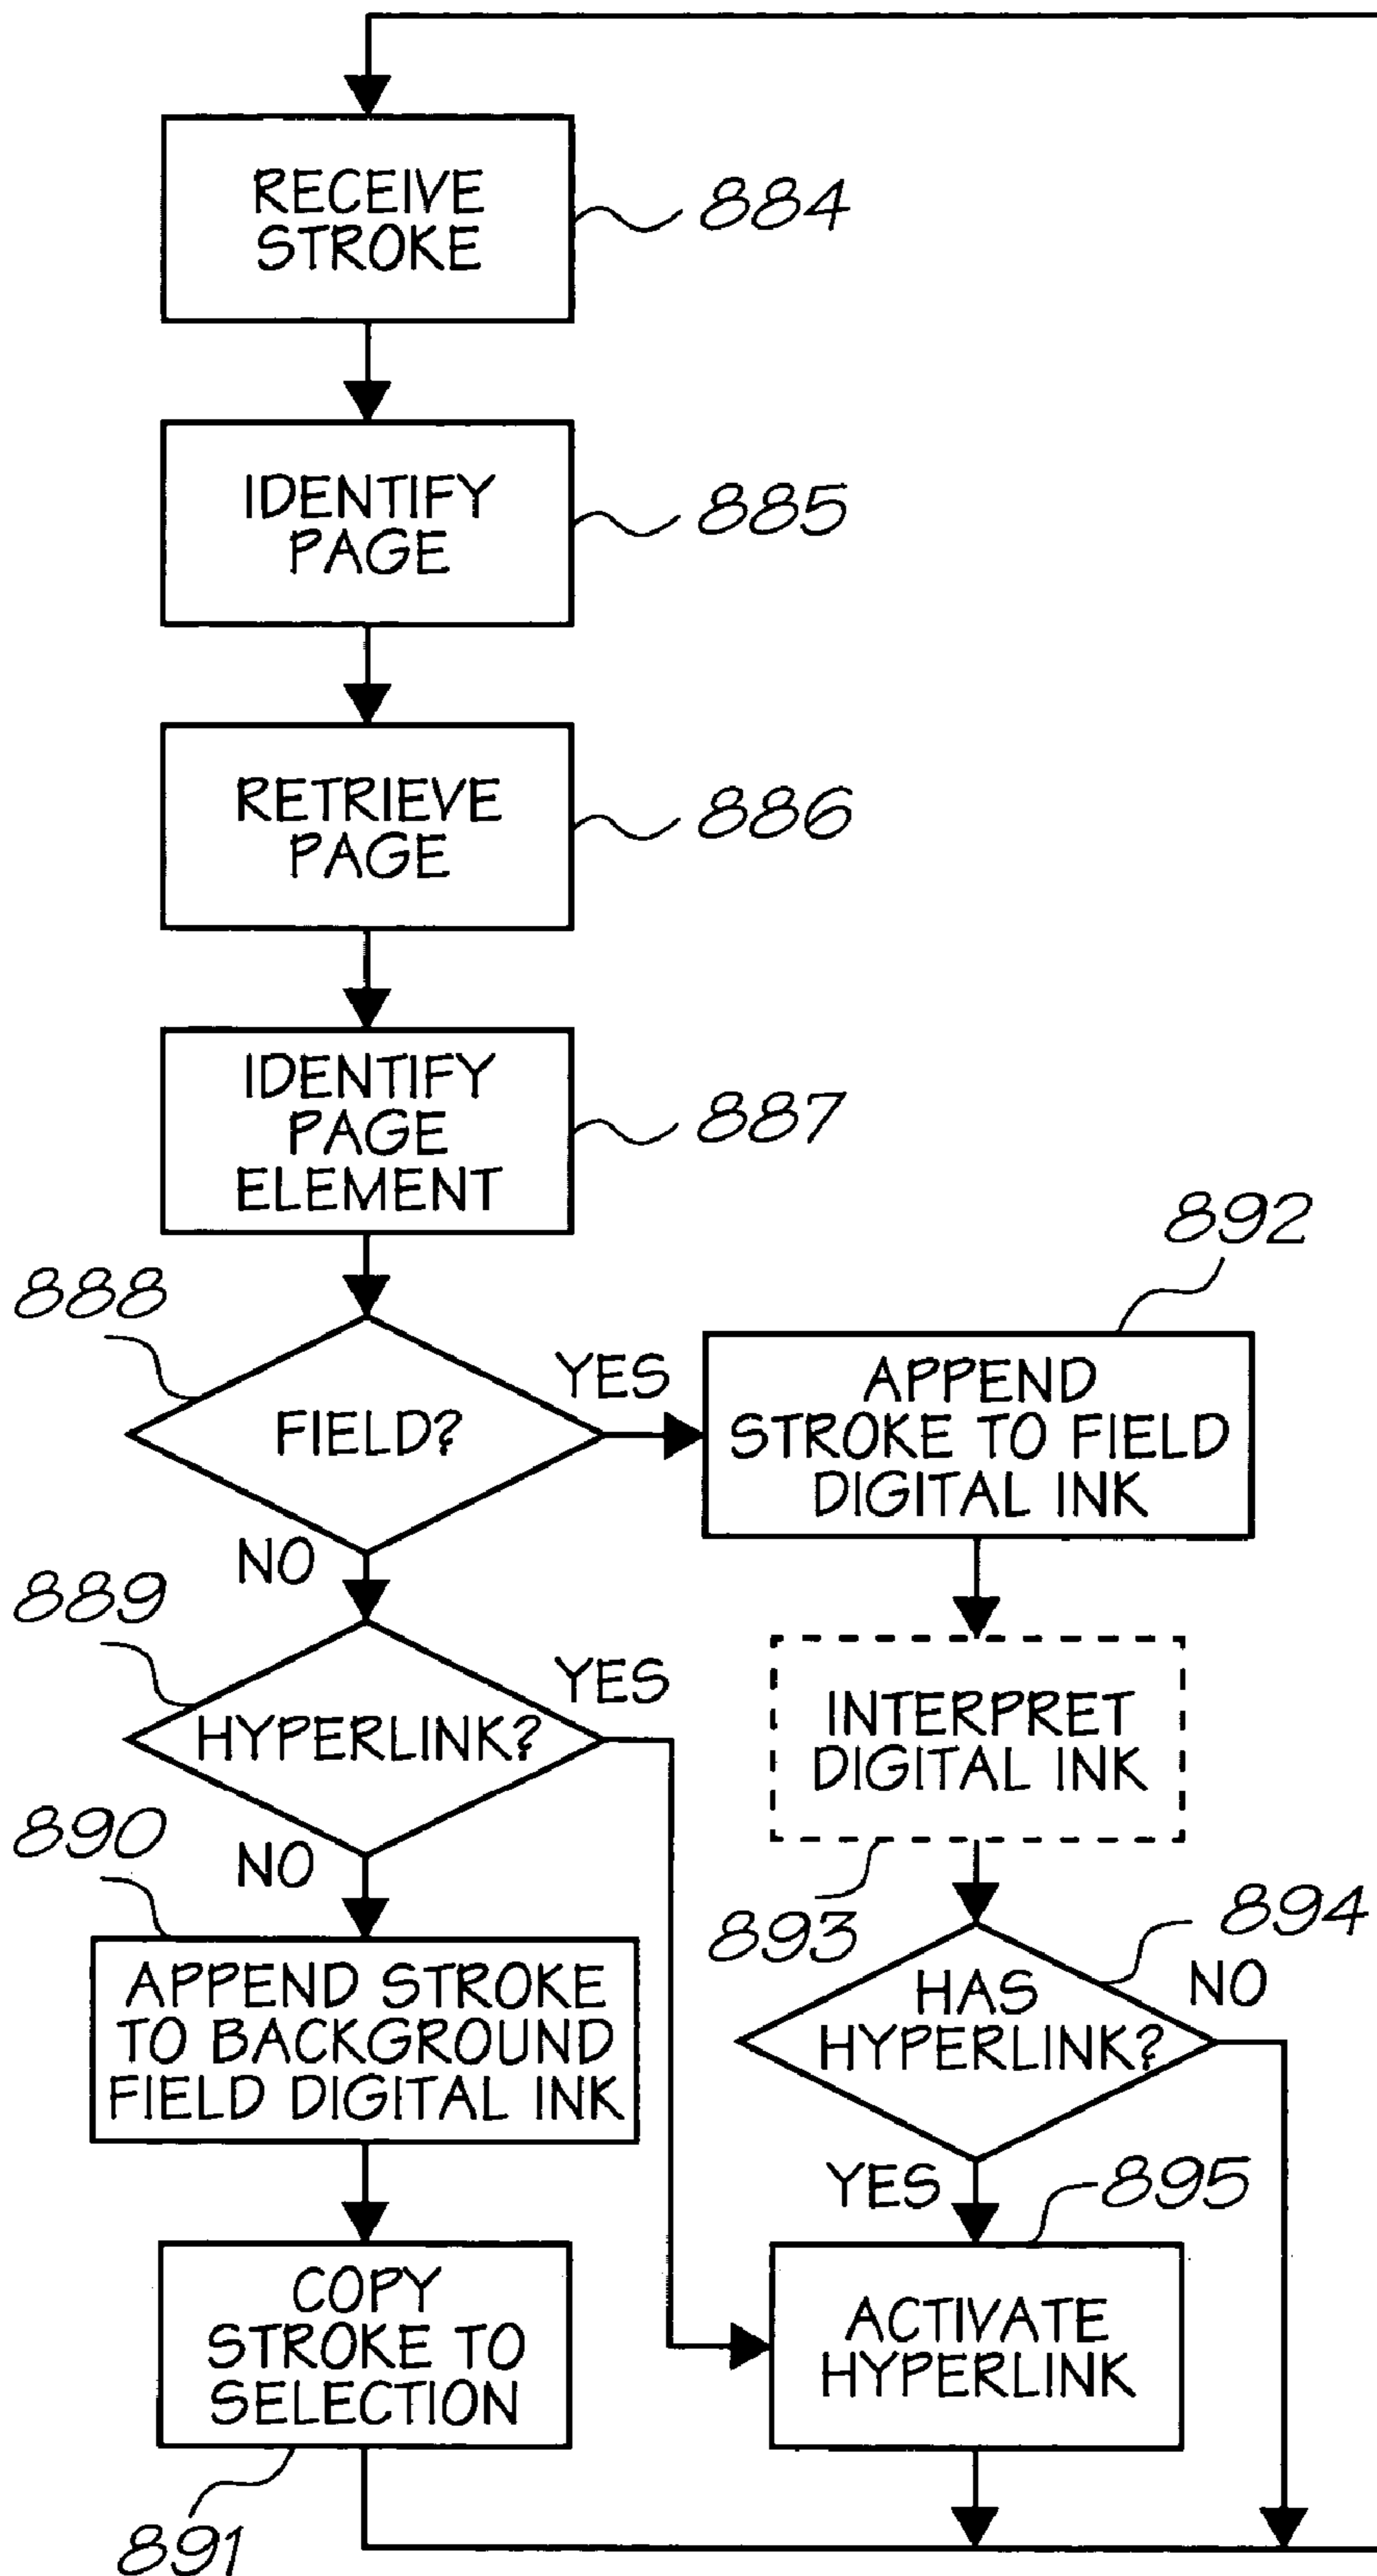 RECEIVE
STROKE
884
IDENTIFY
PAGE
885
RETRIEVE
PAGE
886
IDENTIFY
PAGE
ELEMENT
887
888
FIELD?
YES
NO
892
APPEND
STROKE TO FIELD
DIGITAL INK
889
HYPERLINK?
YES
NO
INTERPRET
DIGITAL INK
893
890
APPEND STROKE
TO BACKGROUND
FIELD DIGITAL INK
894
HAS
HYPERLINK?
NO
YES
895
COPY
STROKE TO
SELECTION
891
ACTIVATE
HYPERLINK